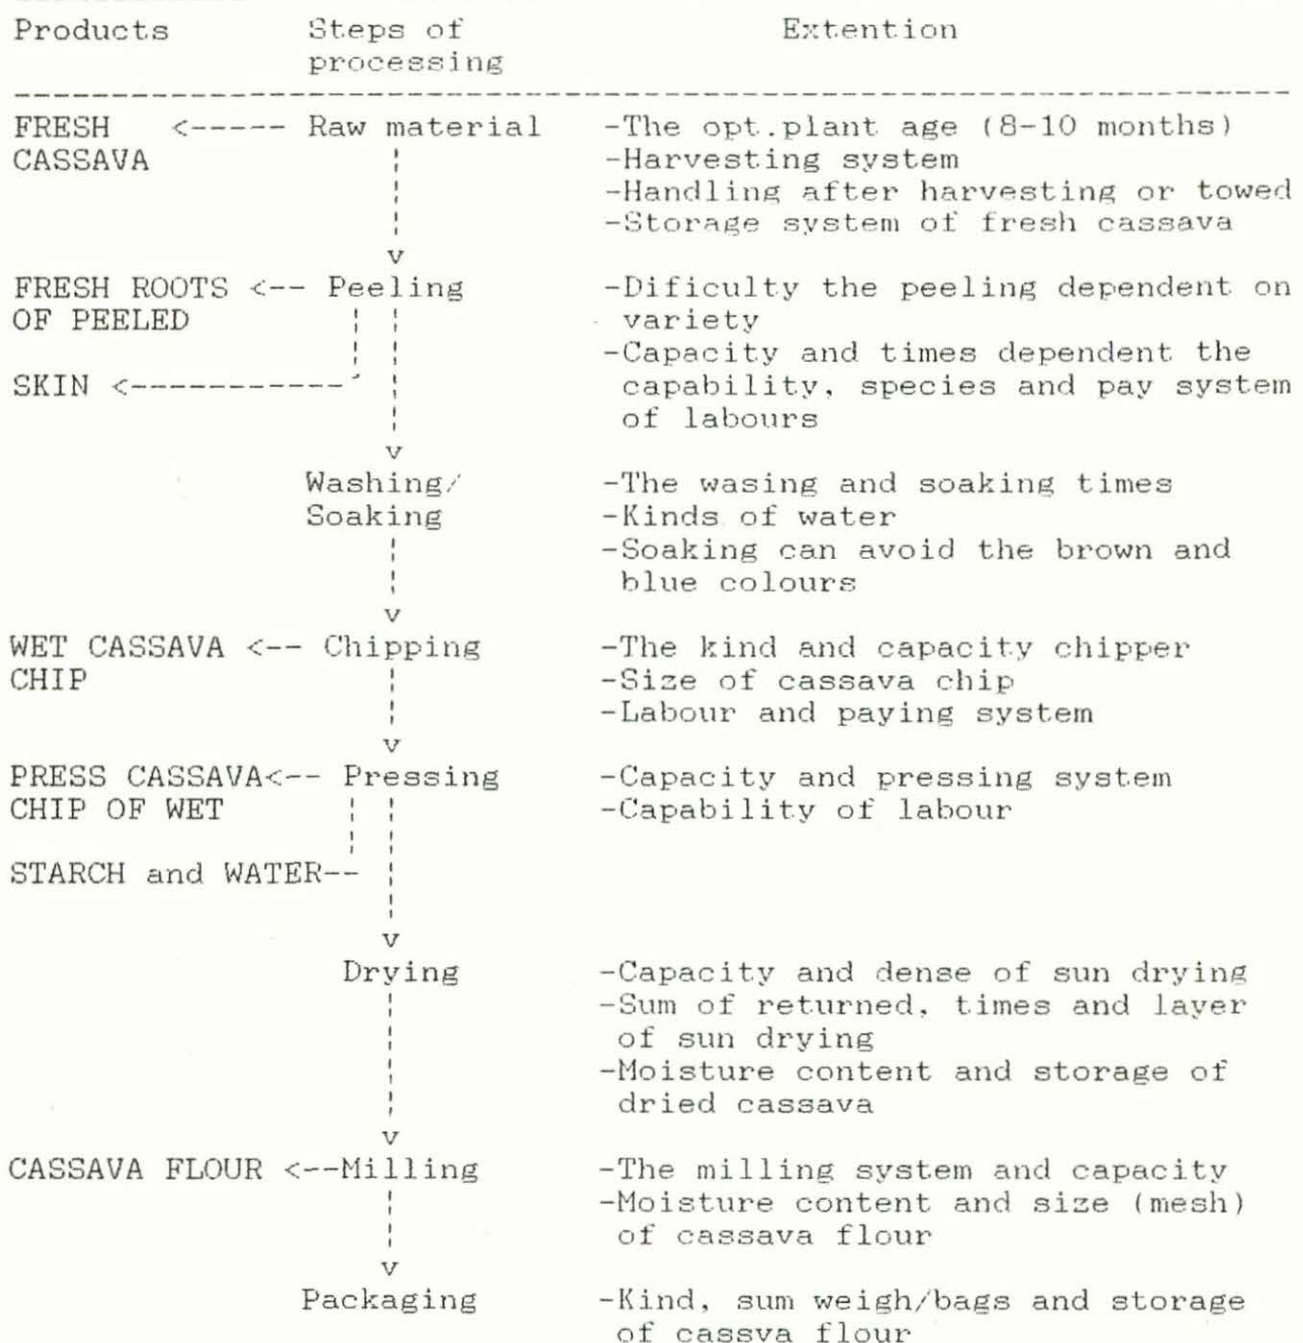 Products Steps of processing Extention
FRESH CASSAVA <----- Raw material -The opt.plant age (8-10 months)
-Harvesting system
-Handling after harvesting or towed
-Storage system of fresh cassava
FRESH ROOTS OF PEELED <-- Peeling -Dificulty the peeling dependent on
variety
-Capacity and times dependent the
SKIN <----------- capability, species and pay system
of labours
Washing/ -The wasing and soaking times
Soaking -Kinds of water
-Soaking can avoid the brown and
blue colours
WET CASSAVA <-- Chipping -The kind and capacity chipper
CHIP -Size of cassava chip
-Labour and paying system
PRESS CASSAVA<-- Pressing -Capacity and pressing system
CHIP OF WET -Capability of labour
STARCH and WATER--
Drying -Capacity and dense of sun drying
-Sum of returned, times and layer
of sun drying
-Moisture content and storage of
dried cassava
CASSAVA FLOUR <--Milling -The milling system and capacity
-Moisture content and size (mesh)
of cassava flour
Packaging -Kind, sum weigh/bags and storage
of cassva flour